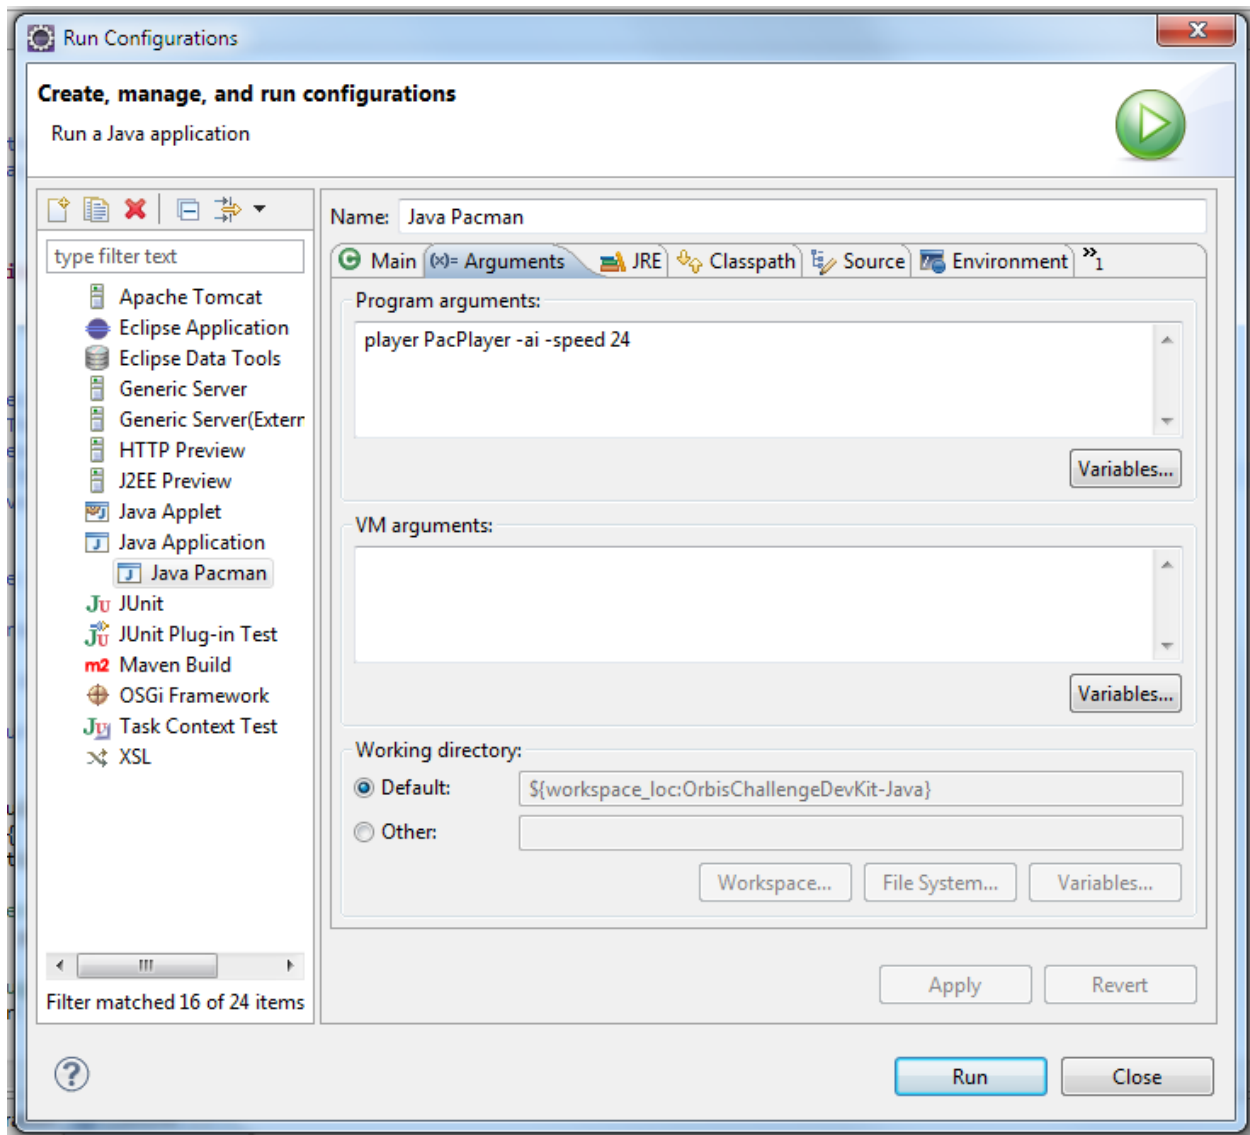 Run Configurations
X
Create, manage, and run configurations
Run a Java application
type filter text
Apache Tomcat
Eclipse Application
Eclipse Data Tools
Generic Server
Generic Server(Extern
HTTP Preview
J2EE Preview
Java Applet
Java Application
Java Pacman
JUnit
JUnit Plug-in Test
Maven Build
OSGi Framework
Task Context Test
XSL
Filter matched 16 of 24 items
Name: Java Pacman
Main (x)= Arguments JRE Classpath Source Environment »1
Program arguments:
player PacPlayer -ai -speed 24
Variables...
VM arguments:
Variables...
Working directory:
Default: ${workspace_loc:OrbisChallengeDevKit-Java}
Other:
Workspace... File System... Variables...
Apply Revert
? Run Close